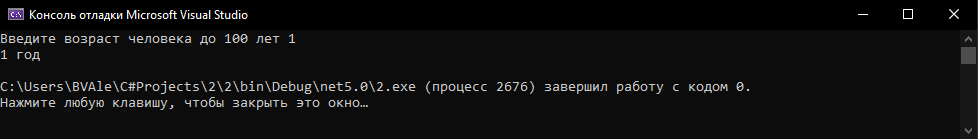 Консоль отладки Microsoft Visual Studio
Введите возраст человека до 100 лет 1
1 год
C:\Users\BVAle\C#Projects\2\2\bin\Debug\net5.0\2.exe (процесс 2676) завершил работу с кодом 0.
Нажмите любую клавишу, чтобы закрыть это окно…